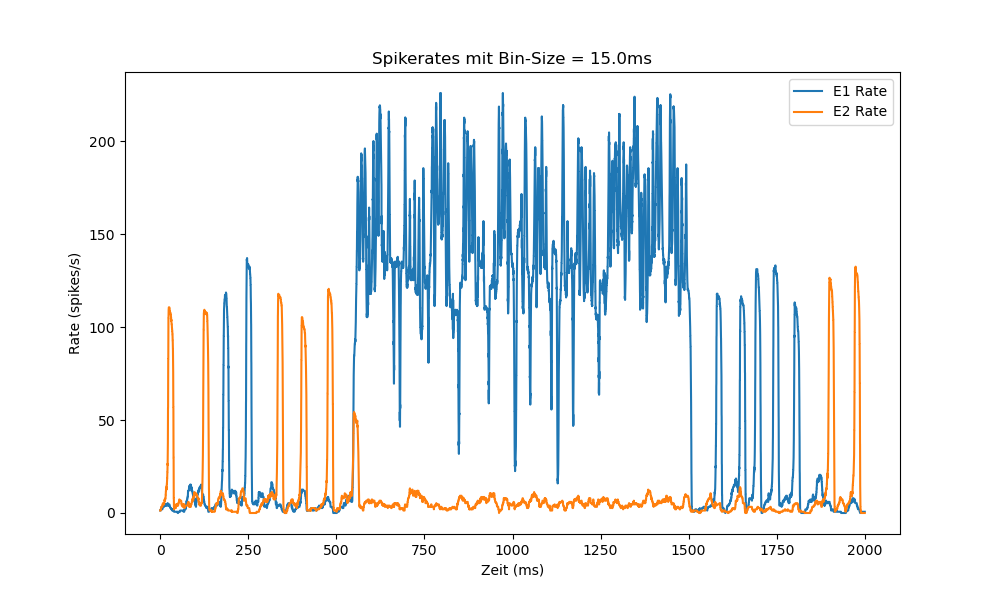 Spikerates mit Bin-Size = 15.0ms
E1 Rate
E2 Rate
Rate (spikes/s)
200
150
100
50
0
0 250 500 750 1000 1250 1500 1750 2000
Zeit (ms)